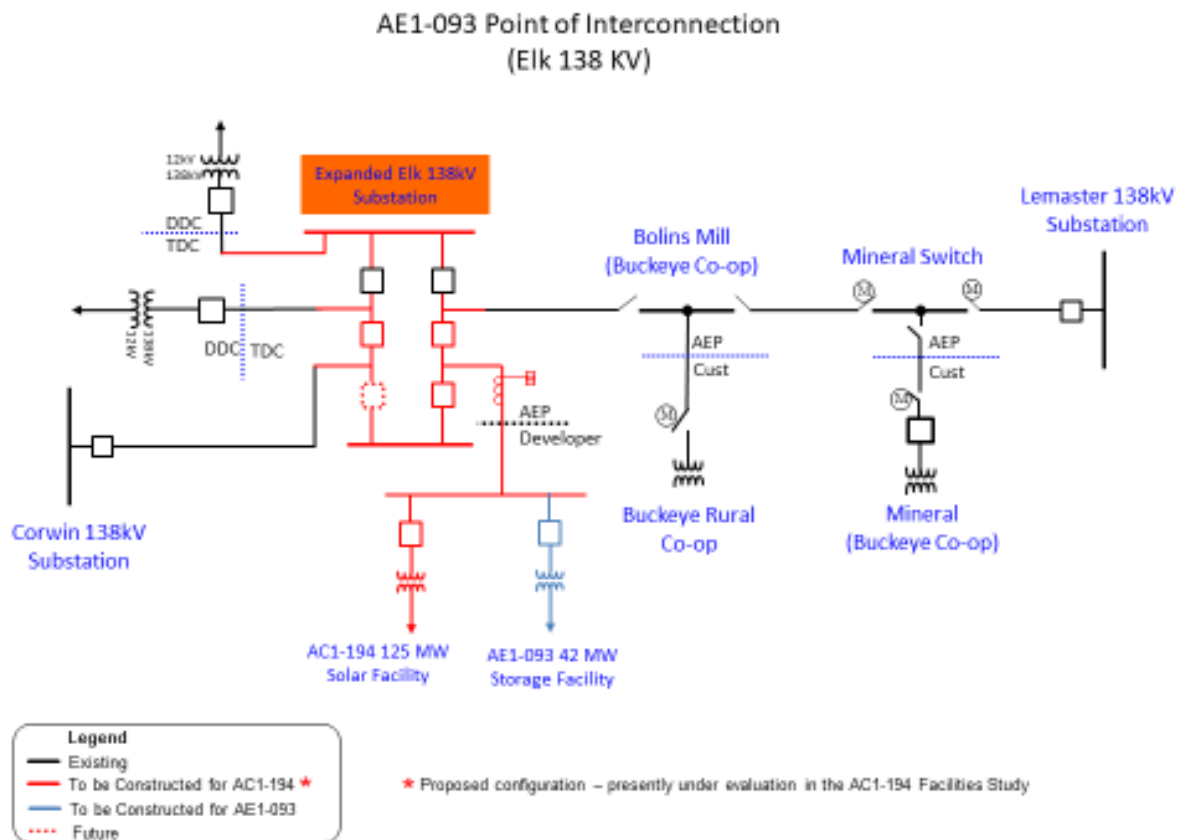 AE1-093 Point of Interconnection
(Elk 138 KV)
12kV
138kV
DDC
TDC
Expanded Elk 138kV
Substation
Lemaster 138kV
Substation
Bolins Mill
(Buckeye Co-op)
Mineral Switch
M
M
DDC
TDC
AEP
Cust
AEP
Cust
M
M
AEP
Developer
Corwin 138kV
Substation
Buckeye Rural
Co-op
Mineral
(Buckeye Co-op)
AC1-194 125 MW
Solar Facility
AE1-093 42 MW
Storage Facility
Legend
Existing
To be Constructed for AC1-194 *
To be Constructed for AE1-093
Future
* Proposed configuration – presently under evaluation in the AC1-194 Facilities Study